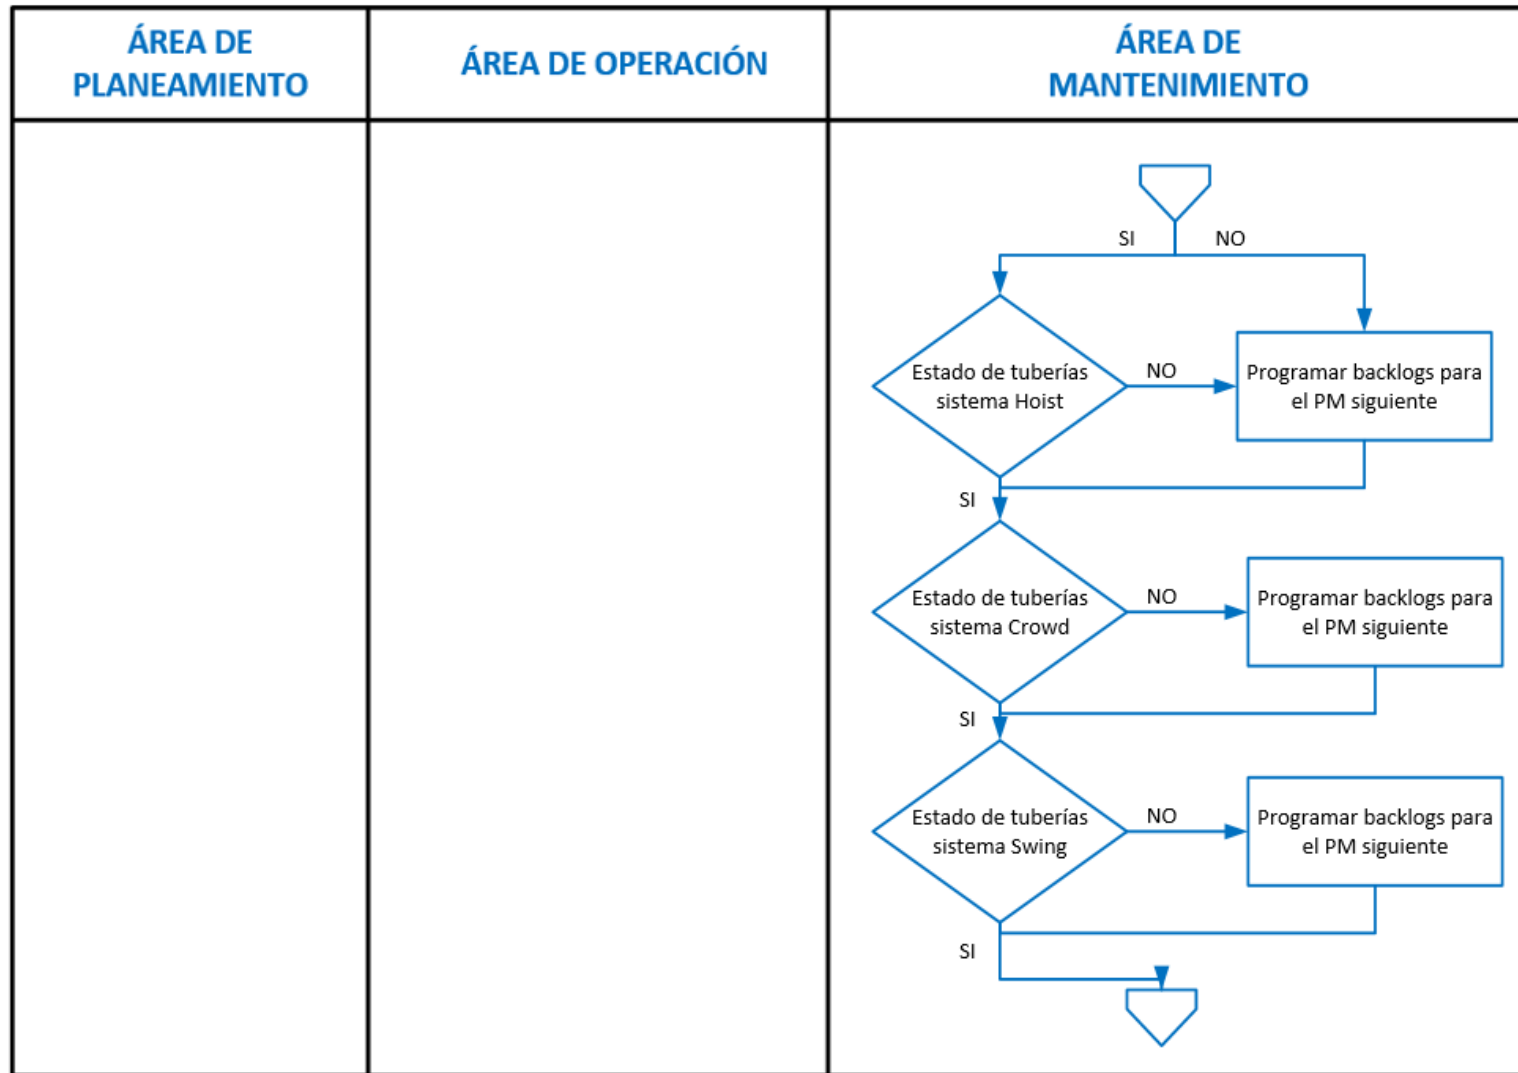 ÁREA DE
PLANEAMIENTO
ÁREA DE OPERACIÓN
ÁREA DE
MANTENIMIENTO
SI
NO
Estado de tuberías
sistema Hoist
NO
Programar backlogs para
el PM siguiente
SI
Estado de tuberías
sistema Crowd
NO
Programar backlogs para
el PM siguiente
SI
Estado de tuberías
sistema Swing
NO
Programar backlogs para
el PM siguiente
SI